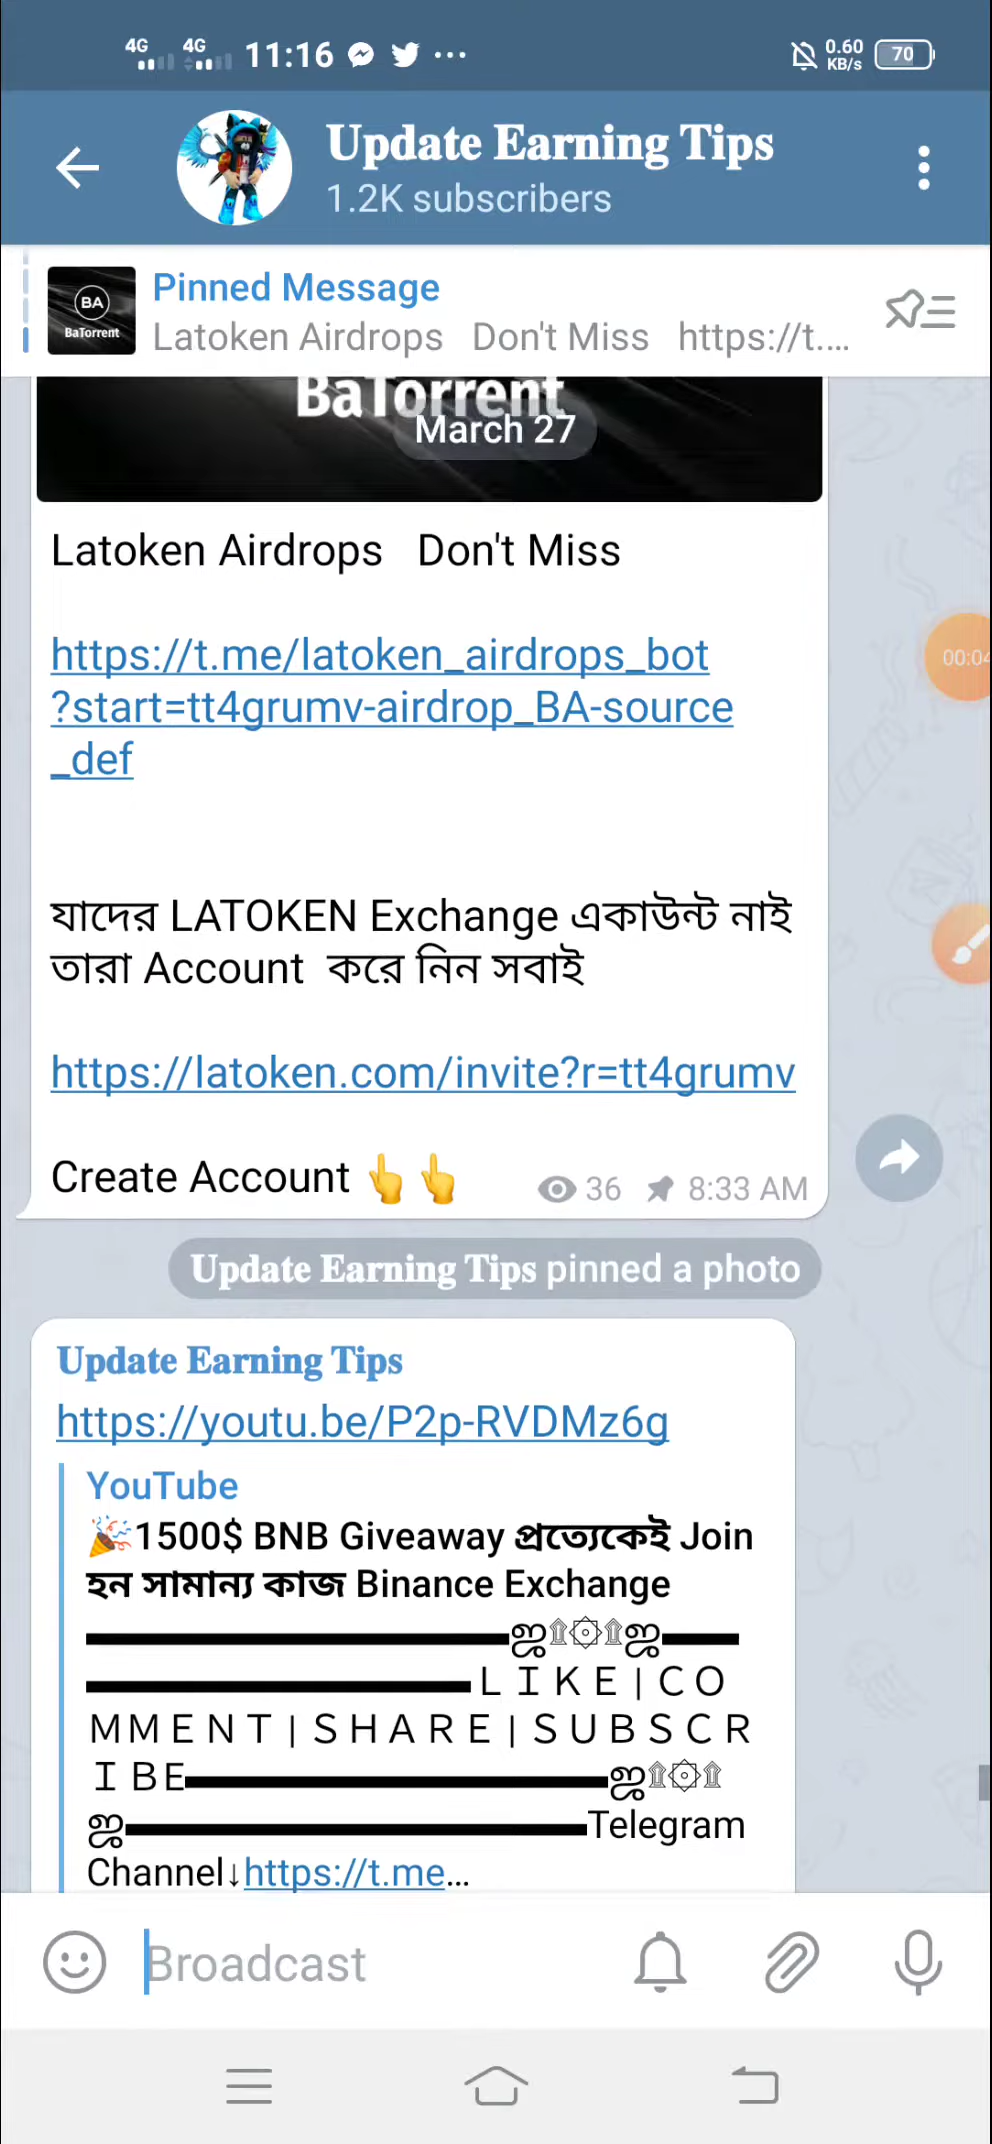 4G 4G 11:16 ... 0.60 KB/s 70
Update Earning Tips
1.2K subscribers
BA
BaTorrent
Pinned Message
Latoken Airdrops Don't Miss https://t....
BaTorrent
March 27
Latoken Airdrops Don't Miss
https://t.me/latoken_airdrops_bot
?start=tt4grumv-airdrop_BA-source
_def
00:04
যাদের LATOKEN Exchange একাউন্ট নাই
তারা Account করে নিন সবাই
https://latoken.com/invite?r=tt4grumv
Create Account 👆👆 36 8:33 AM
Update Earning Tips pinned a photo
Update Earning Tips
https://youtu.be/P2p-RVDMz6g
YouTube
🎉1500$ BNB Giveaway প্রত্যেকেই Join
হন সামান্য কাজ Binance Exchange
▬▬▬▬▬▬▬▬▬▬▬ஜ۩۞۩ஜ▬▬
▬▬▬▬▬▬▬▬▬▬ L I K E | C O
M M E N T | S H A R E | S U B S C R
I B E▬▬▬▬▬▬▬▬▬▬▬ஜ۩۞۩
ஜ▬▬▬▬▬▬▬▬▬▬▬▬Telegram
Channel↓https://t.me...
Broadcast